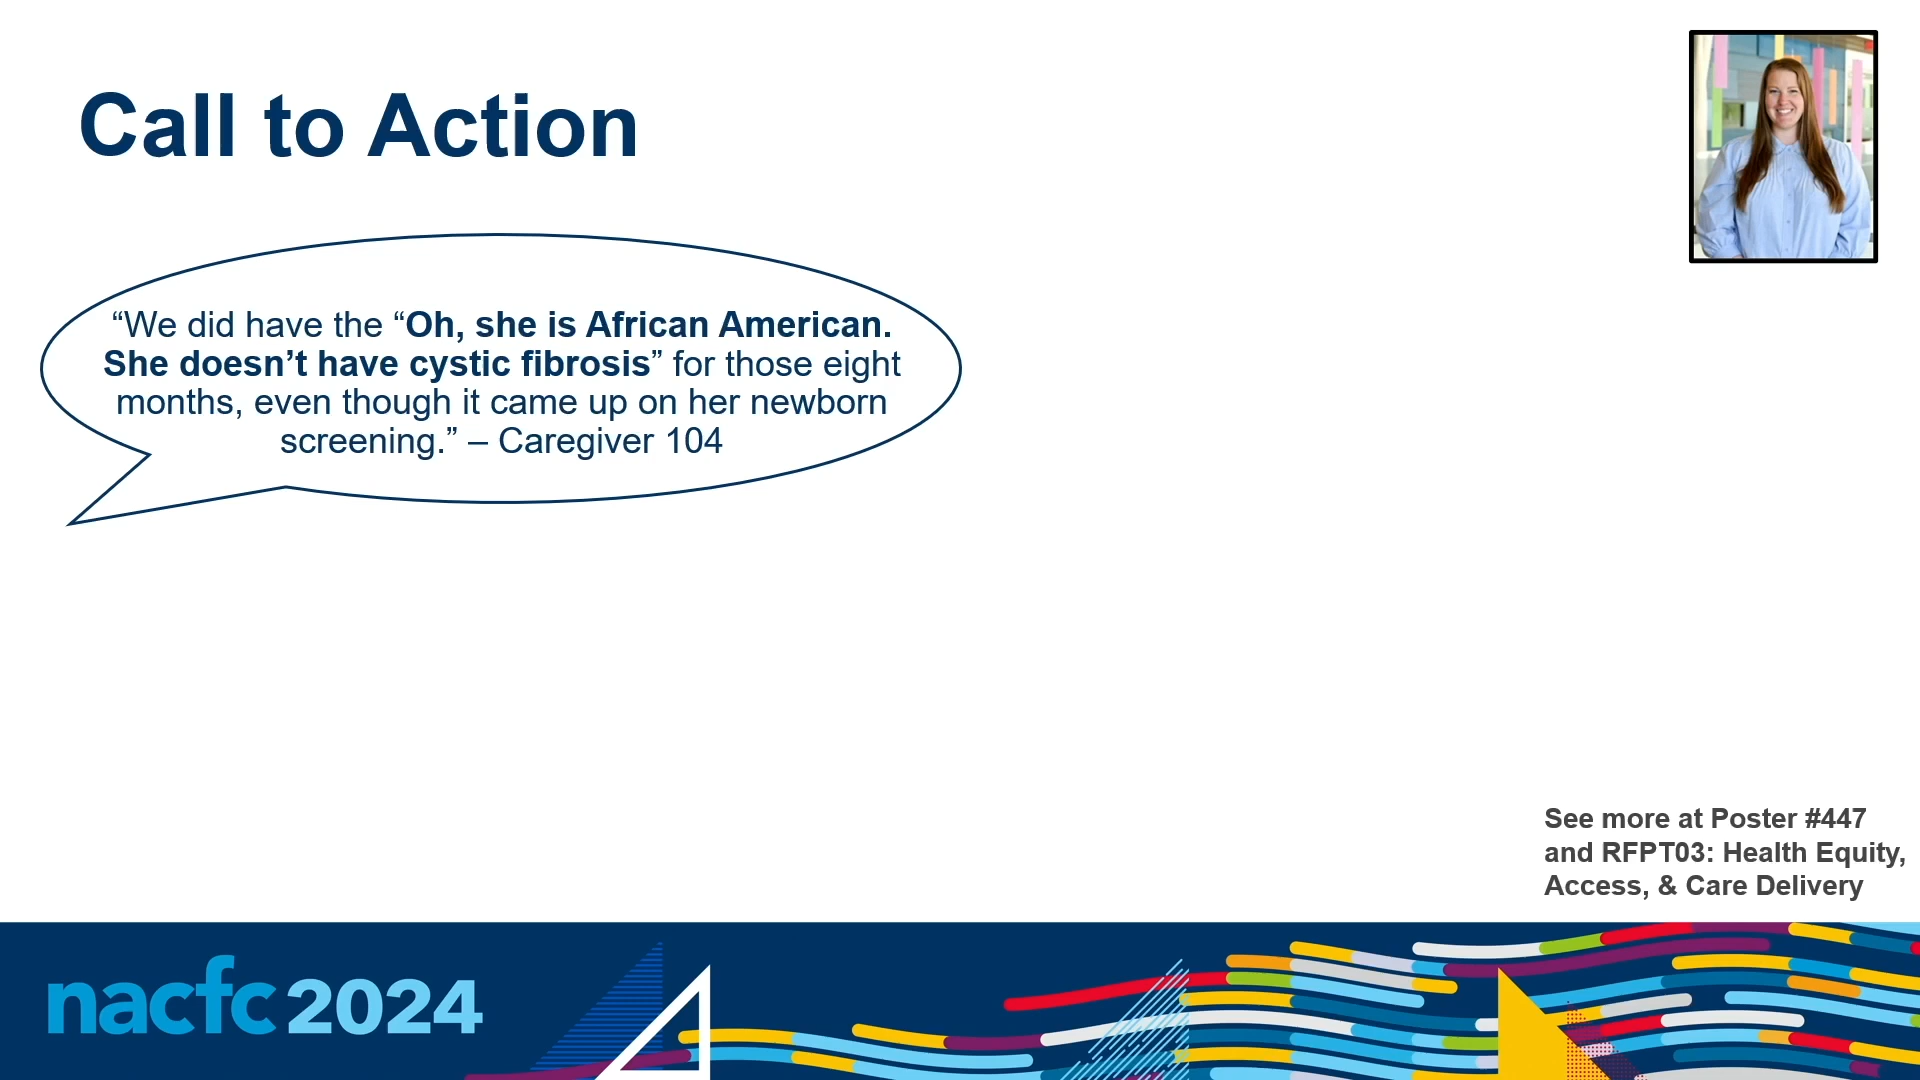 Call to Action
“We did have the “Oh, she is African American.
She doesn’t have cystic fibrosis” for those eight
months, even though it came up on her newborn
screening.” – Caregiver 104
See more at Poster #447
and RFPT03: Health Equity,
Access, & Care Delivery
nacfc 2024